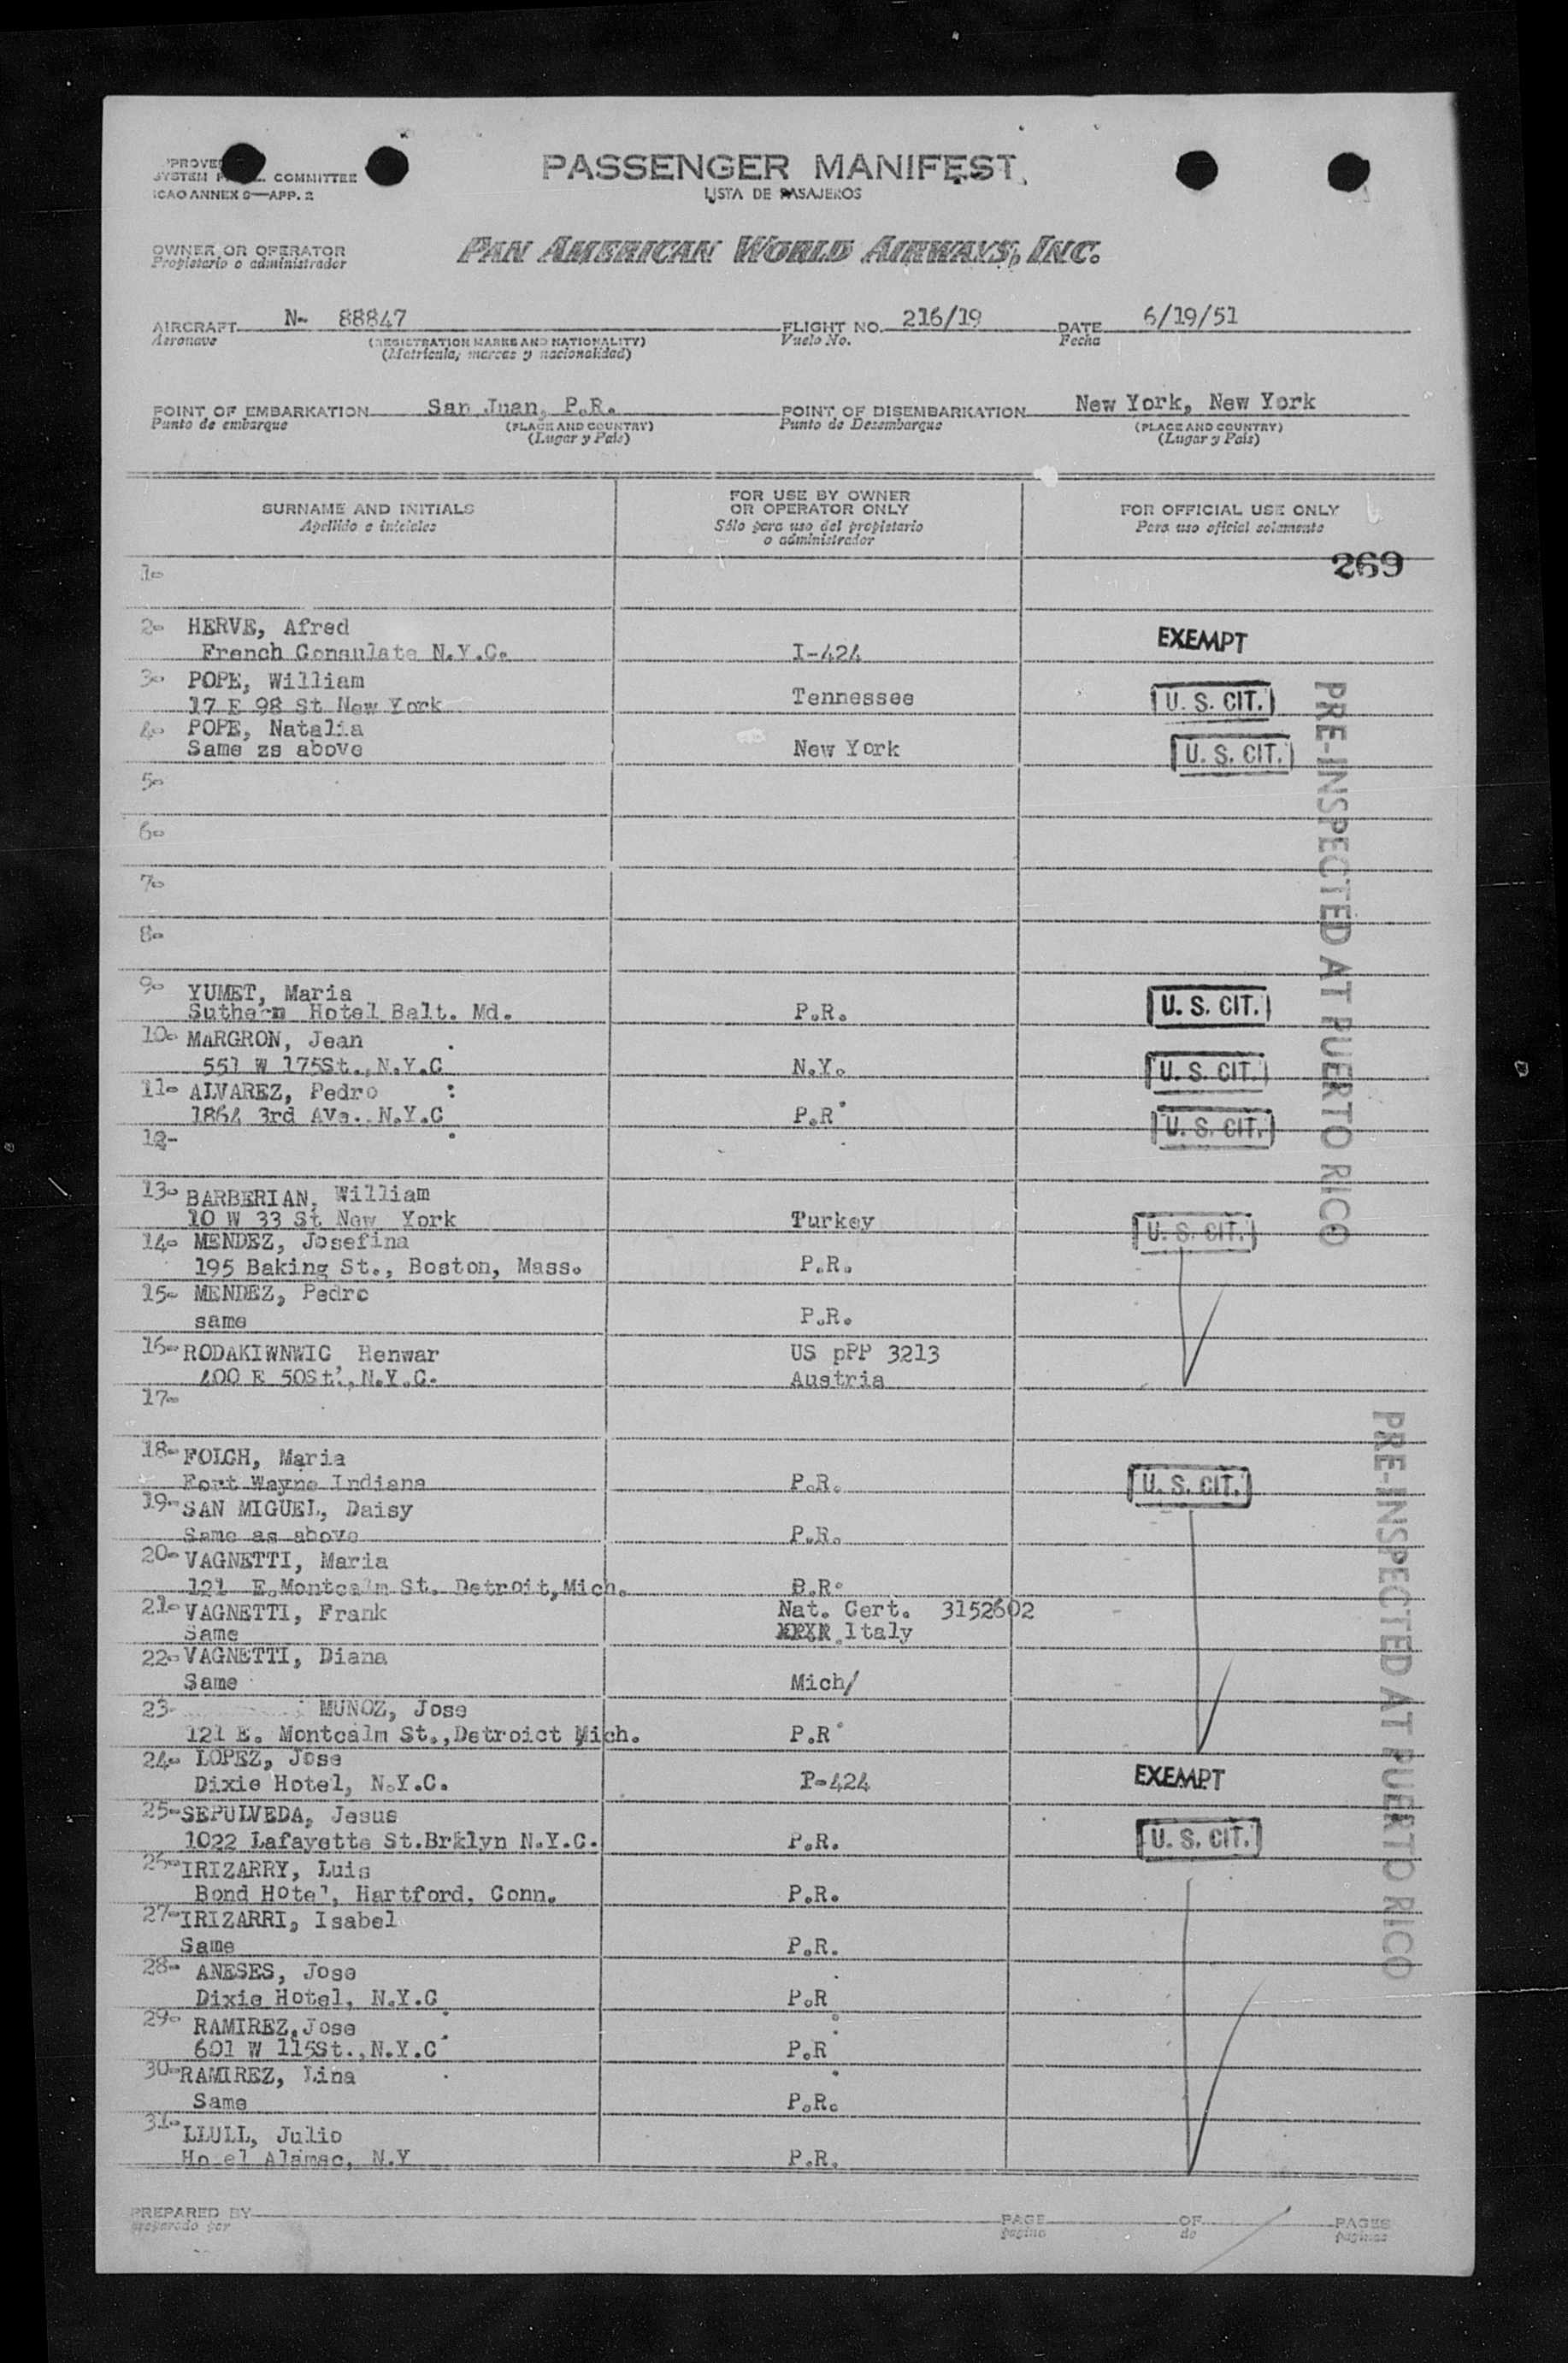 PASSENGER MANIFEST
LISTA DE PASAJEROS
SYSTEM COMMITTEE
ICAO ANNEX 9—APP. 2
OWNER OR OPERATOR
Propietario o administrador
PAN AMERICAN WORLD AIRWAYS, INC.
AIRCRAFT N- 88847 FLIGHT NO. 216/19 DATE 6/19/51
Aeronave (REGISTRATION MARKS AND NATIONALITY) Vuelo No. Fecha
(Matrícula, marcas y nacionalidad)
POINT OF EMBARKATION San Juan, P.R. POINT OF DISEMBARKATION New York, New York
Punto de embarque (PLACE AND COUNTRY) Punto de Desembarque (PLACE AND COUNTRY)
(Lugar y País) (Lugar y País)
SURNAME AND INITIALS
Apellido e iniciales
FOR USE BY OWNER
OR OPERATOR ONLY
Sólo para uso del propietario
o administrador
FOR OFFICIAL USE ONLY
Para uso oficial solamente
269
1-
2- HERVE, Afred
French Consulate N.Y.C. I-424 EXEMPT
3- POPE, William
17 E 98 St New York Tennessee U. S. CIT.
4- POPE, Natalia
Same zs above New York U. S. CIT.
5-
6-
7-
8-
9- YUMET, Maria
Suthern Hotel Balt. Md. P.R. U. S. CIT.
10- MARGRON, Jean
551 W 175St., N.Y.C. N.Y. U. S. CIT.
11- ALVAREZ, Pedro
1864 3rd AVe. N.Y.C. P.R. U. S. CIT.
12-
PRE-INSPECTED AT PUERTO RICO
13- BARBERIAN, William
10 W 33 St New York Turkey U. S. CIT.
14- MENDEZ, Josefina
195 Baking St., Boston, Mass. P.R.
15- MENDEZ, Pedro
same P.R.
16- RODAKIWNWIC, Henwar US pPP 3213
400 E 50St., N.Y.C. Austria
17-
18- FOLCH, Maria
Fort Wayne Indiana P.R. U. S. CIT.
19- SAN MIGUEL, Daisy
Same as above P.R.
20- VAGNETTI, Maria
121 E.Montcalm St. Detroit,Mich. B.R.
21- VAGNETTI, Frank Nat. Cert. 3152602
Same Italy
22- VAGNETTI, Diana
Same Mich/
23- MUNOZ, Jose
121 E. Montcalm St.,Detroict Mich. P.R.
24- LOPEZ, Jose
Dixie Hotel, N.Y.C. P-424 EXEMPT
25- SEPULVEDA, Jesus
1022 Lafayette St.Brklyn N.Y.C. P.R. U. S. CIT.
26- IRIZARRY, Luis
Bond Hotel, Hartford, Conn. P.R.
27- IRIZARRI, Isabel
Same P.R.
28- ANESES, Jose
Dixie Hotel, N.Y.C. P.R.
29- RAMIREZ,Jose
601 W 115St.,N.Y.C. P.R.
30- RAMIREZ, Lina
Same P.R.
31- LLULL, Julio
Ho el Alamac, N.Y P.R.
PRE-INSPECTED AT PUERTO RICO
PREPARED BY PAGE OF PAGES
preparado por página de páginas